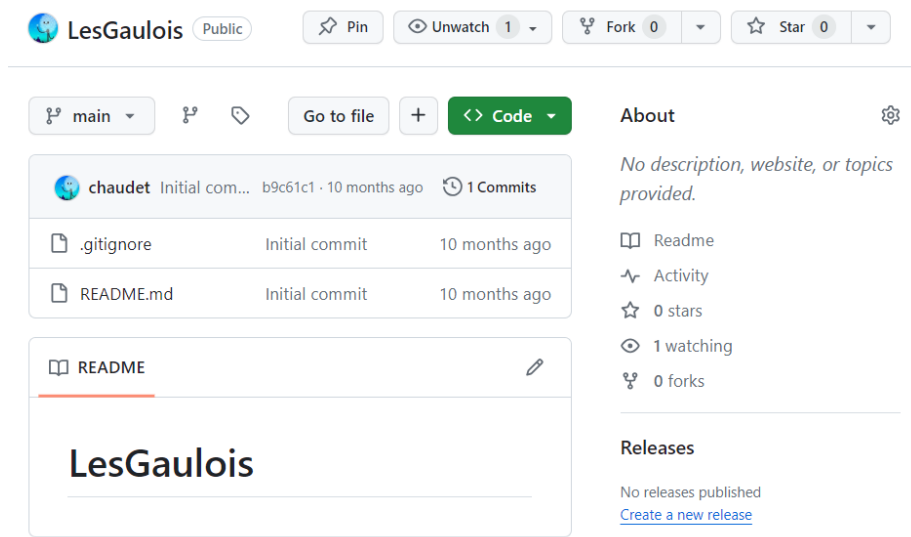 LesGaulois Public Pin Unwatch 1 Fork 0 Star 0
main Go to file + Code
chaudet Initial com... b9c61c1 · 10 months ago 1 Commits
.gitignore Initial commit 10 months ago
README.md Initial commit 10 months ago
README
LesGaulois
About
No description, website, or topics
provided.
Readme
Activity
0 stars
1 watching
0 forks
Releases
No releases published
Create a new release